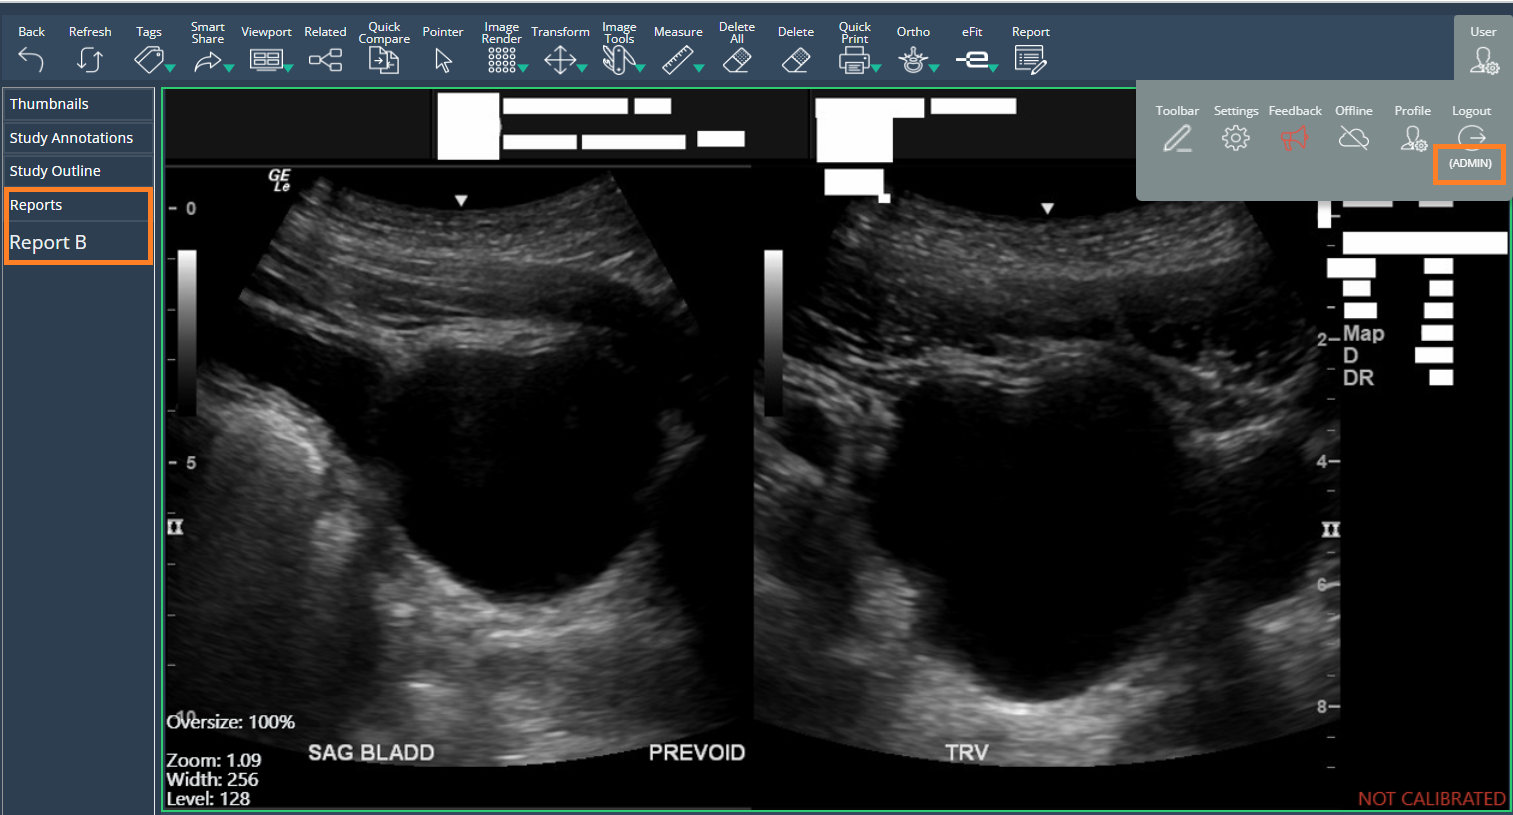 Back Refresh Tags Smart Share Viewport Related Quick Compare Pointer Image Render Transform Image Tools Measure Delete All Delete Quick Print Ortho eFit Report User
Toolbar Settings Feedback Offline Profile Logout
(ADMIN)
Thumbnails
Study Annotations
Study Outline
Reports
Report B
GE
Le
0
5
10
Oversize: 100%
Zoom: 1.09
Width: 256
Level: 128
SAG BLADD PREVOID
TRV
2
4
6
8
Map
D
DR
NOT CALIBRATED